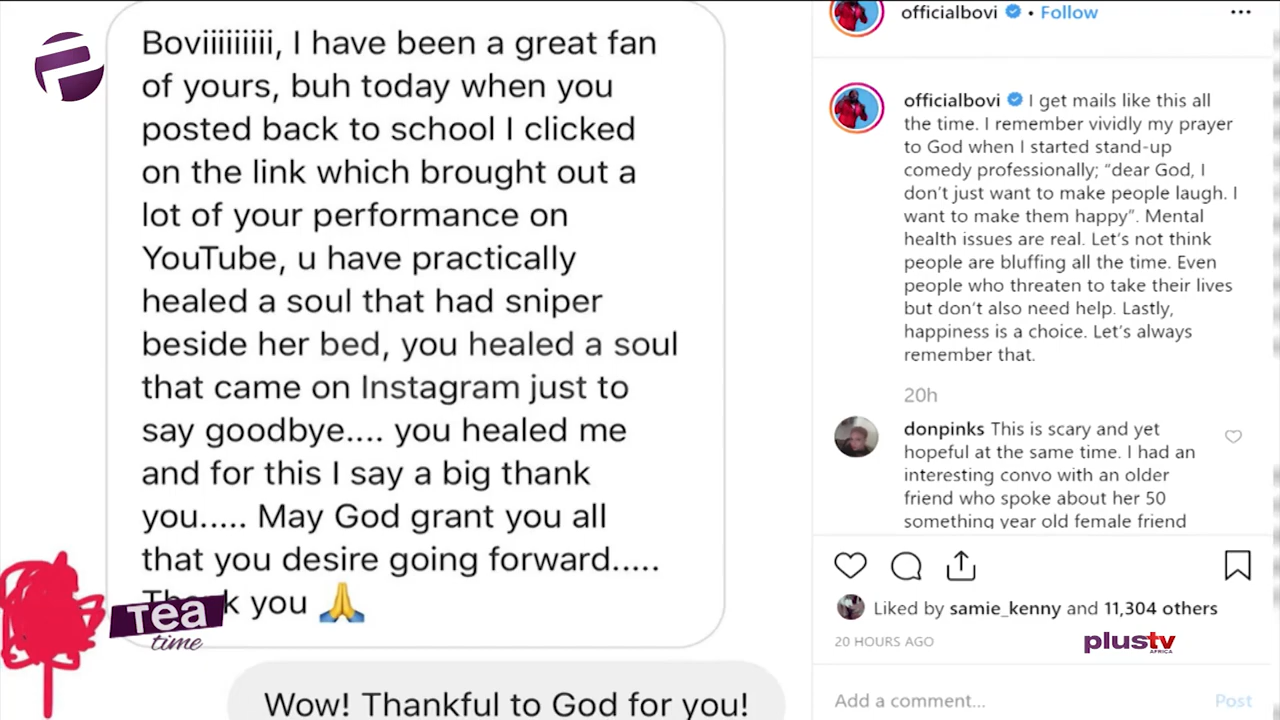 Boviiiiiiiii, I have been a great fan
of yours, buh today when you
posted back to school I clicked
on the link which brought out a
lot of your performance on
YouTube, u have practically
healed a soul that had sniper
beside her bed, you healed a soul
that came on Instagram just to
say goodbye.... you healed me
and for this I say a big thank
you..... May God grant you all
that you desire going forward.....
Thank you 🙏
Wow! Thankful to God for you!
Tea
time
officialbovi • Follow
officialbovi I get mails like this all
the time. I remember vividly my prayer
to God when I started stand-up
comedy professionally; “dear God, I
don’t just want to make people laugh. I
want to make them happy”. Mental
health issues are real. Let’s not think
people are bluffing all the time. Even
people who threaten to take their lives
but don’t also need help. Lastly,
happiness is a choice. Let’s always
remember that.
20h
donpinks This is scary and yet
hopeful at the same time. I had an
interesting convo with an older
friend who spoke about her 50
something year old female friend
Liked by samie_kenny and 11,304 others
20 HOURS AGO
plustv
AFRICA
Add a comment...
Post